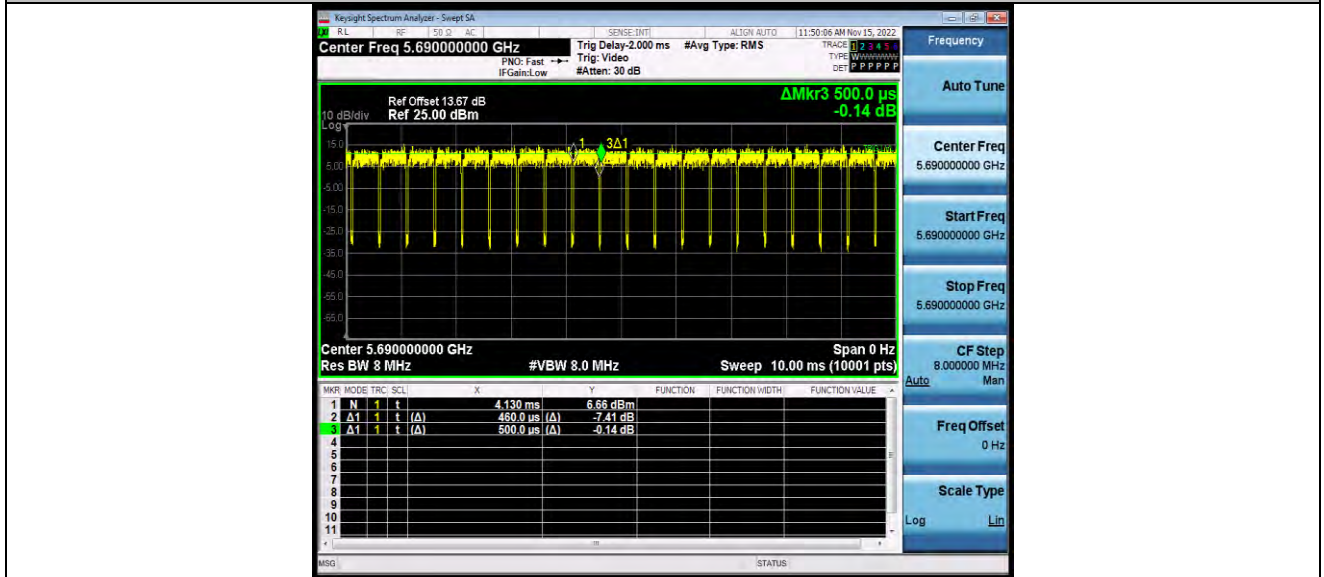 Keysight Spectrum Analyzer - Swept SA
RL RF 50 Ω AC SENSE:INT ALIGN AUTO 11:50:06 AM Nov 15, 2022
Center Freq 5.690000000 GHz
PNO: Fast
IFGain:Low
Trig Delay-2.000 ms
Trig: Video
#Atten: 30 dB
#Avg Type: RMS
TRACE 1 2 3 4 5 6
TYPE W
DET P P P P P P
Frequency
ΔMkr3 500.0 µs
-0.14 dB
Ref Offset 13.67 dB
10 dB/div Ref 25.00 dBm
Log
15.0
5.00
-5.00
-15.0
-25.0
-35.0
-45.0
-55.0
-65.0
1 3Δ1
Center 5.690000000 GHz Span 0 Hz
Res BW 8 MHz #VBW 8.0 MHz Sweep 10.00 ms (10001 pts)
MKR MODE TRC SCL X Y FUNCTION FUNCTION WIDTH FUNCTION VALUE
1 N 1 t 4.130 ms 6.66 dBm
2 Δ1 1 t (Δ) 460.0 µs (Δ) -7.41 dB
3 Δ1 1 t (Δ) 500.0 µs (Δ) -0.14 dB
4
5
6
7
8
9
10
11
MSG STATUS
Auto Tune
Center Freq
5.690000000 GHz
Start Freq
5.690000000 GHz
Stop Freq
5.690000000 GHz
CF Step
8.000000 MHz
Auto Man
Freq Offset
0 Hz
Scale Type
Log Lin